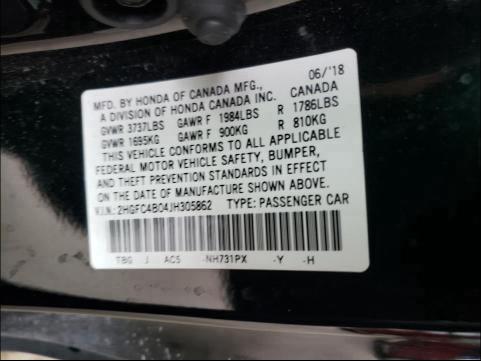 MFD. BY HONDA OF CANADA MFG., 06/'18
A DIVISION OF HONDA CANADA INC. CANADA
GVWR 3737LBS GAWR F 1984LBS R 1786LBS
GVWR 1695KG GAWR F 900KG R 810KG
THIS VEHICLE CONFORMS TO ALL APPLICABLE
FEDERAL MOTOR VEHICLE SAFETY, BUMPER,
AND THEFT PREVENTION STANDARDS IN EFFECT
ON THE DATE OF MANUFACTURE SHOWN ABOVE.
V.I.N.: 2HGFC4B04JH305862 TYPE: PASSENGER CAR
TBG J AC5 -NH731PX -Y -H